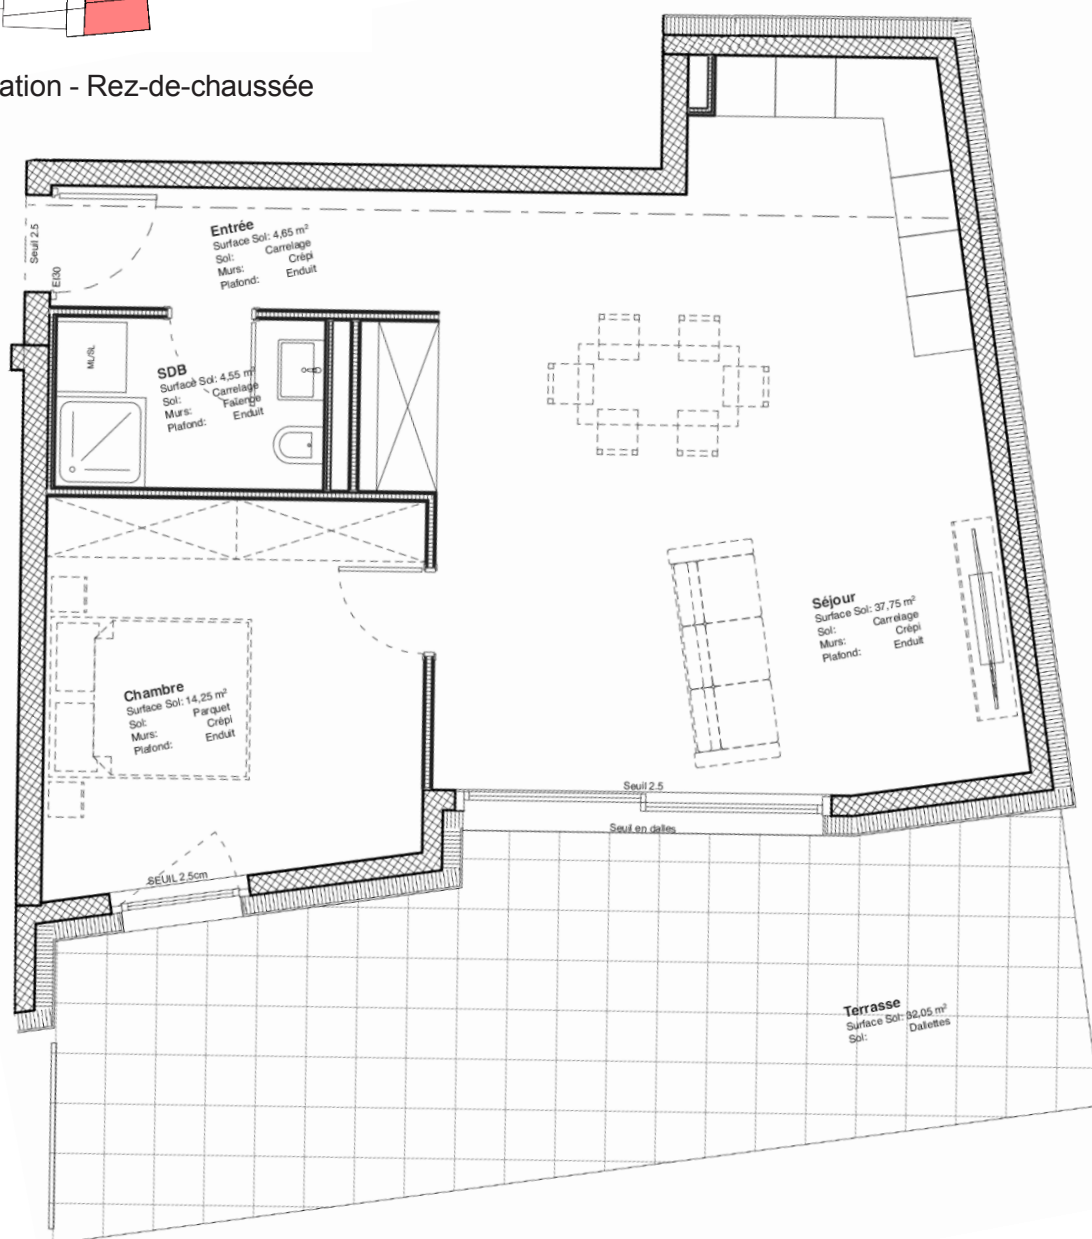 ation - Rez-de-chaussée
Seuil 2.5
EI30
Entrée
Surface Sol: 4,65 m²
Sol: Carrelage
Murs: Crépi
Plafond: Enduit
ML/SL
SDB
Surface Sol: 4,55 m²
Sol: Carrelage
Murs: Faïence
Plafond: Enduit
Séjour
Surface Sol: 37,75 m²
Sol: Carrelage
Murs: Crépi
Plafond: Enduit
Chambre
Surface Sol: 14,25 m²
Sol: Parquet
Murs: Crépi
Plafond: Enduit
Seuil 2.5
Seuil en dalles
SEUIL 2.5cm
Terrasse
Surface Sol: 32,05 m²
Sol: Dallettes